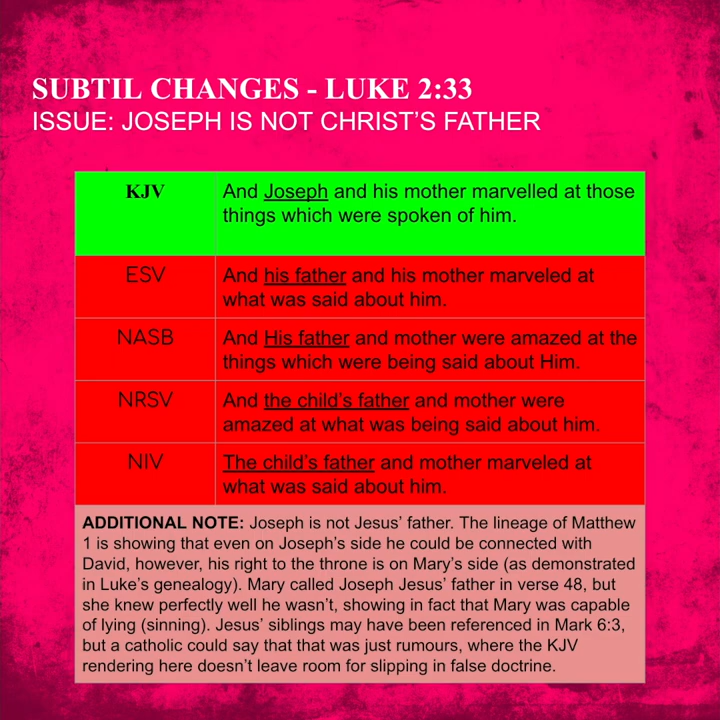 SUBTIL CHANGES - LUKE 2:33
ISSUE: JOSEPH IS NOT CHRIST'S FATHER
KJV
And Joseph and his mother marvelled at those
things which were spoken of him.
ESV
And his father and his mother marveled at
what was said about him.
NASB
And His father and mother were amazed at the
things which were being said about Him.
NRSV
And the child's father and mother were
amazed at what was being said about him.
NIV
The child's father and mother marveled at
what was said about him.
ADDITIONAL NOTE: Joseph is not Jesus' father. The lineage of Matthew
1 is showing that even on Joseph's side he could be connected with
David, however, his right to the throne is on Mary's side (as demonstrated
in Luke's genealogy). Mary called Joseph Jesus' father in verse 48, but
she knew perfectly well he wasn't, showing in fact that Mary was capable
of lying (sinning). Jesus' siblings may have been referenced in Mark 6:3,
but a catholic could say that that was just rumours, where the KJV
rendering here doesn't leave room for slipping in false doctrine.